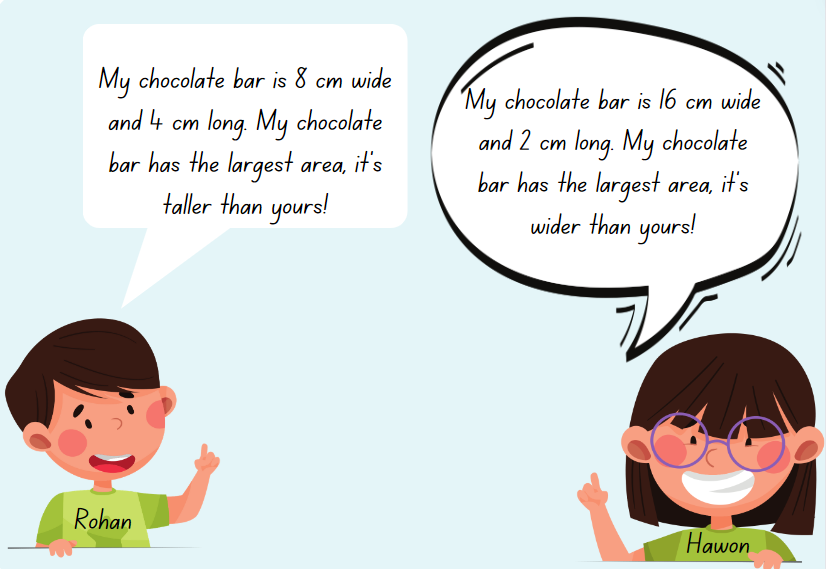 My chocolate bar is 8 cm wide
and 4 cm long. My chocolate
bar has the largest area, it's
taller than yours!
My chocolate bar is 16 cm wide
and 2 cm long. My chocolate
bar has the largest area, it's
wider than yours!
Rohan
Hawon